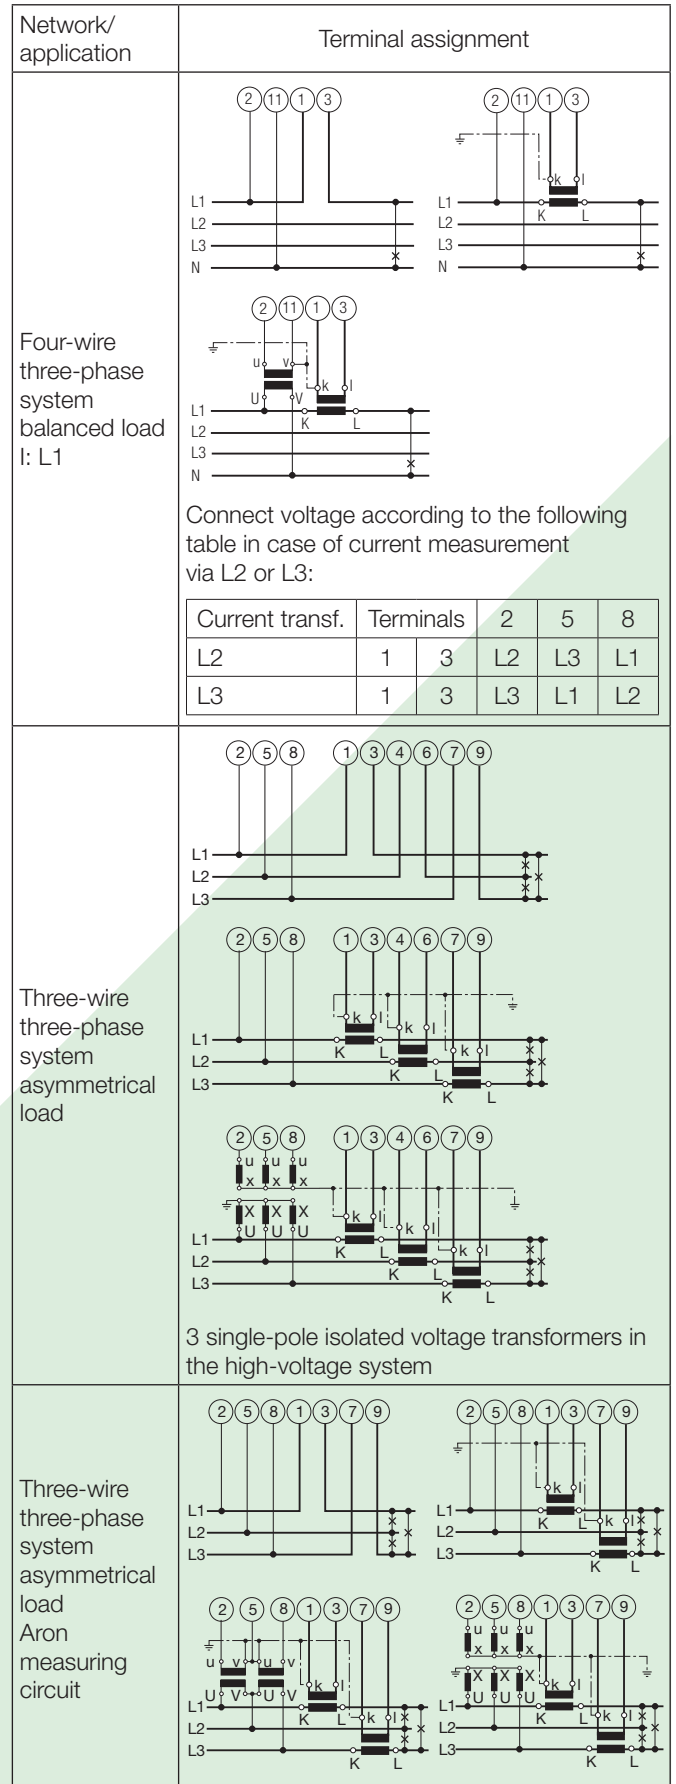 Network/
application
Terminal assignment
Four-wire
three-phase
system
balanced load
I: L1
2 11 1 3
k l
L1
K L
L2
L3
N
2 11 1 3
k l
L1
K L
L2
L3
N
2 11 1 3
u v
k l
U V
L1
K L
L2
L3
N
Connect voltage according to the following
table in case of current measurement
via L2 or L3:
Current transf. Terminals 2 5 8
L2 1 3 L2 L3 L1
L3 1 3 L3 L1 L2
Three-wire
three-phase
system
asymmetrical
load
2 5 8 1 3 4 6 7 9
L1
L2
L3
2 5 8 1 3 4 6 7 9
k l
k l
L1
K L
k l
L2
K L
L3
K L
2 5 8 1 3 4 6 7 9
u u u
x x x
X X X
k l
U U U
k l
L1
K L
k l
L2
K L
L3
K L
3 single-pole isolated voltage transformers in
the high-voltage system
Three-wire
three-phase
system
asymmetrical
load
Aron
measuring
circuit
2 5 8 1 3 7 9
L1
L2
L3
2 5 8 1 3 7 9
k l
L1
K L
k l
L2
L3
K L
2 5 8 1 3 7 9
u v u v
k l
U V U V
L1
K L
k l
L2
L3
K L
2 5 8 1 3 7 9
u u u
x x x
X X X
k l
U U U
L1
K L
k l
L2
L3
K L